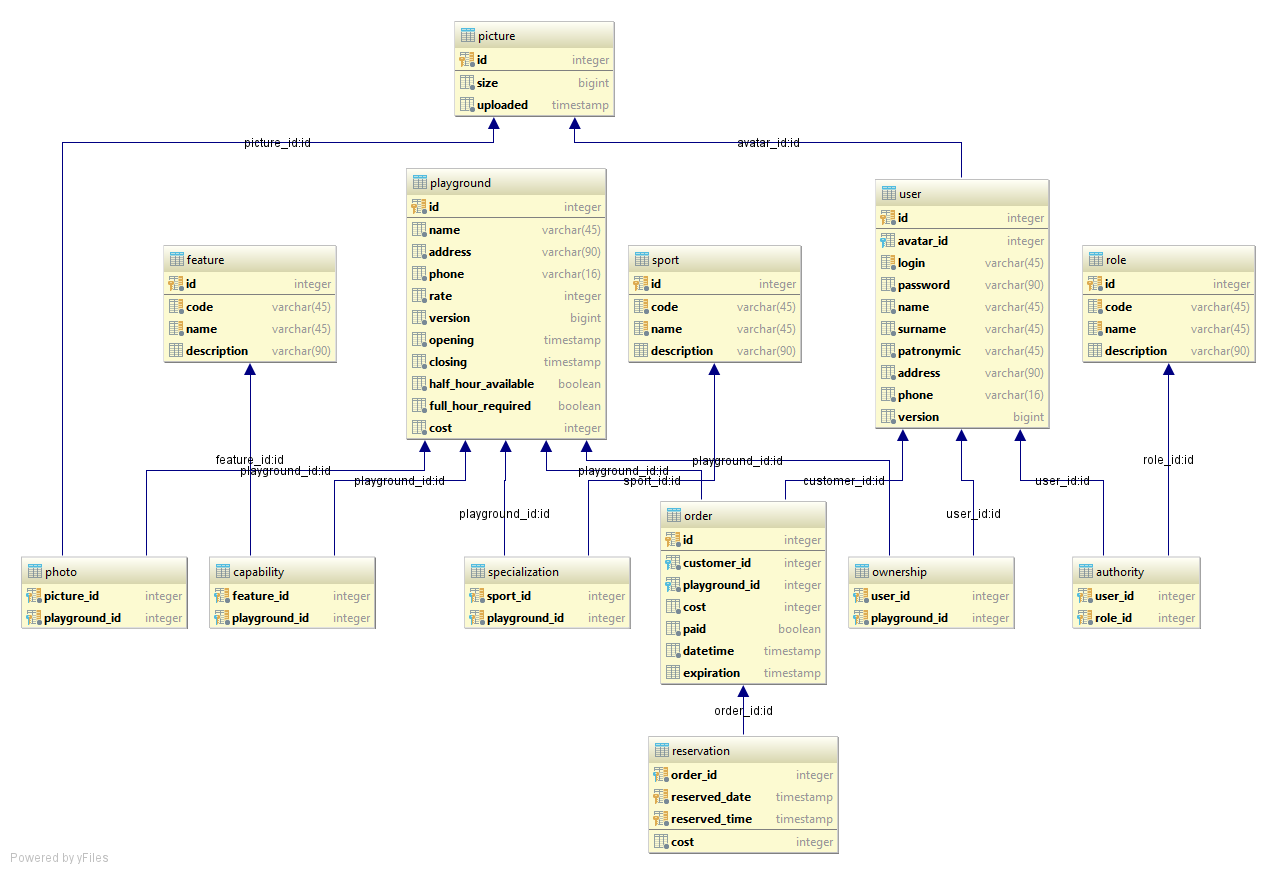 picture
id integer
size bigint
uploaded timestamp
picture_id:id
avatar_id:id
playground
id integer
name varchar(45)
address varchar(90)
phone varchar(16)
rate integer
version bigint
opening timestamp
closing timestamp
half_hour_available boolean
full_hour_required boolean
cost integer
user
id integer
avatar_id integer
login varchar(45)
password varchar(90)
name varchar(45)
surname varchar(45)
patronymic varchar(45)
address varchar(90)
phone varchar(16)
version bigint
feature
id integer
code varchar(45)
name varchar(45)
description varchar(90)
sport
id integer
code varchar(45)
name varchar(45)
description varchar(90)
role
id integer
code varchar(45)
name varchar(45)
description varchar(90)
feature_id:id
playground_id:id
playground_id:id
playground_id:id
playground_id:id
sport_id:id
playground_id:id
customer_id:id
user_id:id
user_id:id
role_id:id
photo
picture_id integer
playground_id integer
capability
feature_id integer
playground_id integer
specialization
sport_id integer
playground_id integer
order
id integer
customer_id integer
playground_id integer
cost integer
paid boolean
datetime timestamp
expiration timestamp
ownership
user_id integer
playground_id integer
authority
user_id integer
role_id integer
order_id:id
reservation
order_id integer
reserved_date timestamp
reserved_time timestamp
cost integer
Powered by yFiles